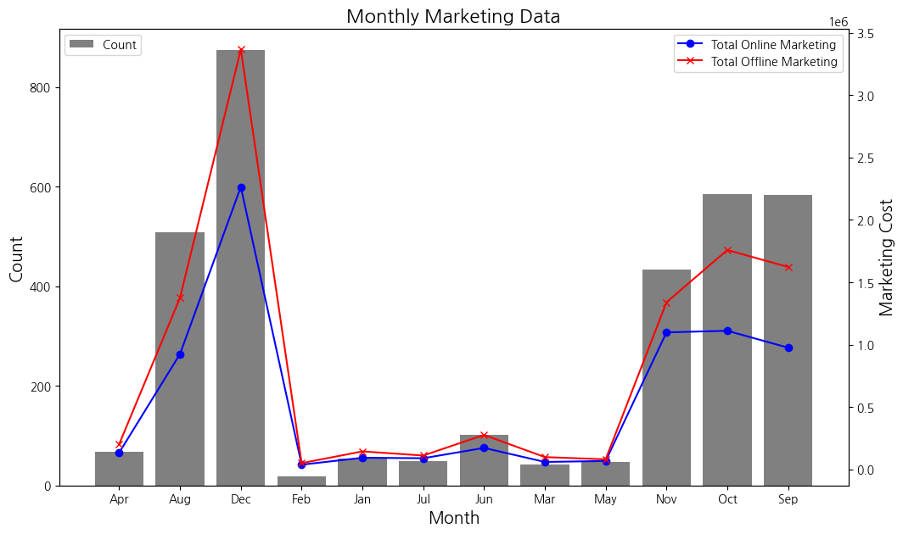 Monthly Marketing Data
1e6
Count
Total Online Marketing
Total Offline Marketing
800
600
400
200
0
Count
3.5
3.0
2.5
2.0
1.5
1.0
0.5
0.0
Marketing Cost
Apr Aug Dec Feb Jan Jul Jun Mar May Nov Oct Sep
Month